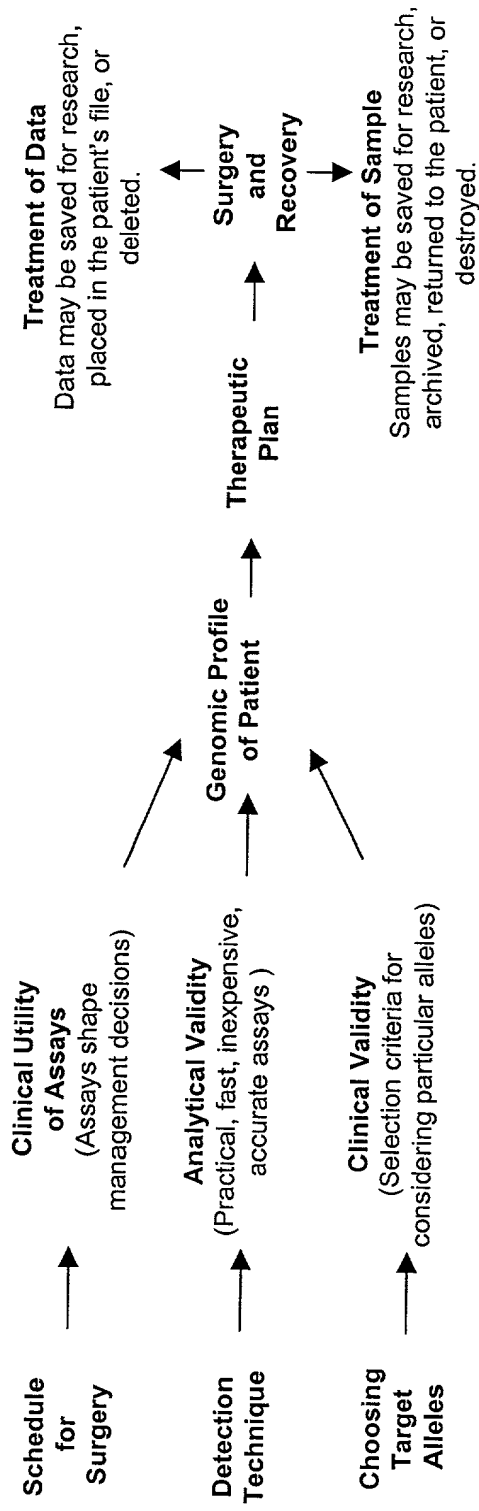 Schedule
for
Surgery
Clinical Utility
of Assays
(Assays shape
management decisions)
Detection
Technique
Analytical Validity
(Practical, fast, inexpensive,
accurate assays )
Choosing
Target
Alleles
Clinical Validity
(Selection criteria for
considering particular alleles)
Genomic Profile
of Patient
Therapeutic
Plan
Surgery
and
Recovery
Treatment of Data
Data may be saved for research,
placed in the patient's file, or
deleted.
Treatment of Sample
Samples may be saved for research,
archived, returned to the patient, or
destroyed.